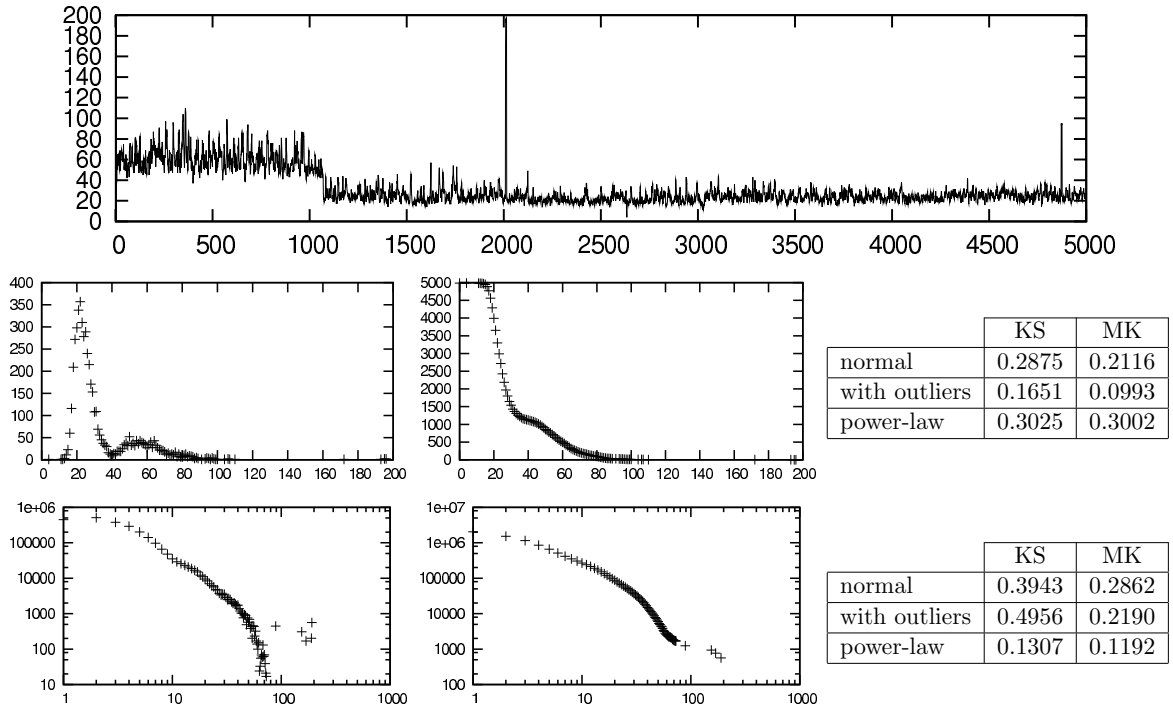 200
180
160
140
120
100
80
60
40
20
0
0 500 1000 1500 2000 2500 3000 3500 4000 4500 5000
400
350
300
250
200
150
100
50
0
0 20 40 60 80 100 120 140 160 180 200
5000
4500
4000
3500
3000
2500
2000
1500
1000
500
0
0 20 40 60 80 100 120 140 160 180 200
KS MK
normal 0.2875 0.2116
with outliers 0.1651 0.0993
power-law 0.3025 0.3002
1e+06
100000
10000
1000
100
10
1 10 100 1000
1e+07
1e+06
100000
10000
1000
100
1 10 100 1000
KS MK
normal 0.3943 0.2862
with outliers 0.4956 0.2190
power-law 0.1307 0.1192